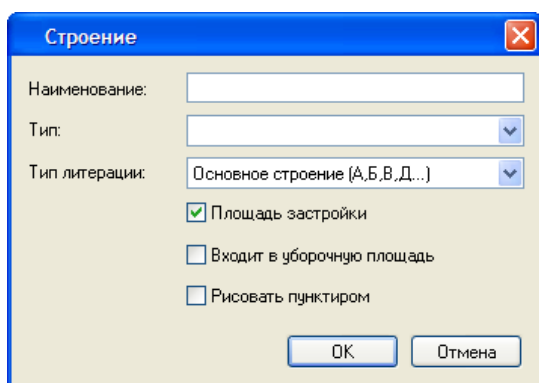 Строение
Наименование:
Тип:
Тип литерации: Основное строение (А,Б,В,Д...)
Площадь застройки
Входит в уборочную площадь
Рисовать пунктиром
OK Отмена